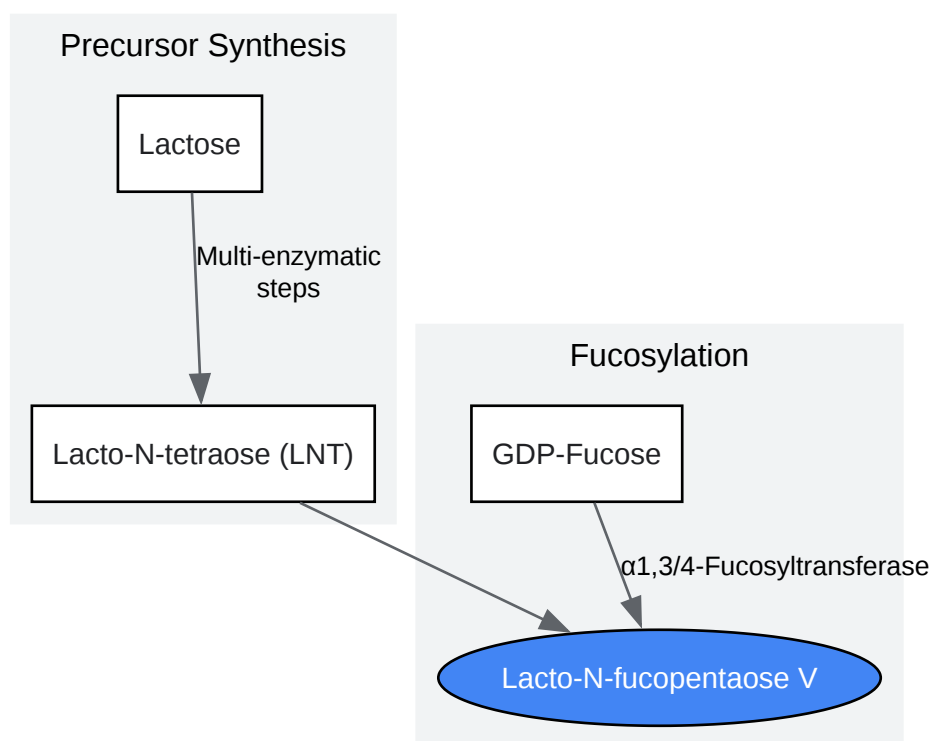 Precursor Synthesis
Lactose
Multi-enzymatic
steps
Lacto-N-tetraose (LNT)
Fucosylation
GDP-Fucose
α1,3/4-Fucosyltransferase
Lacto-N-fucopentaose V